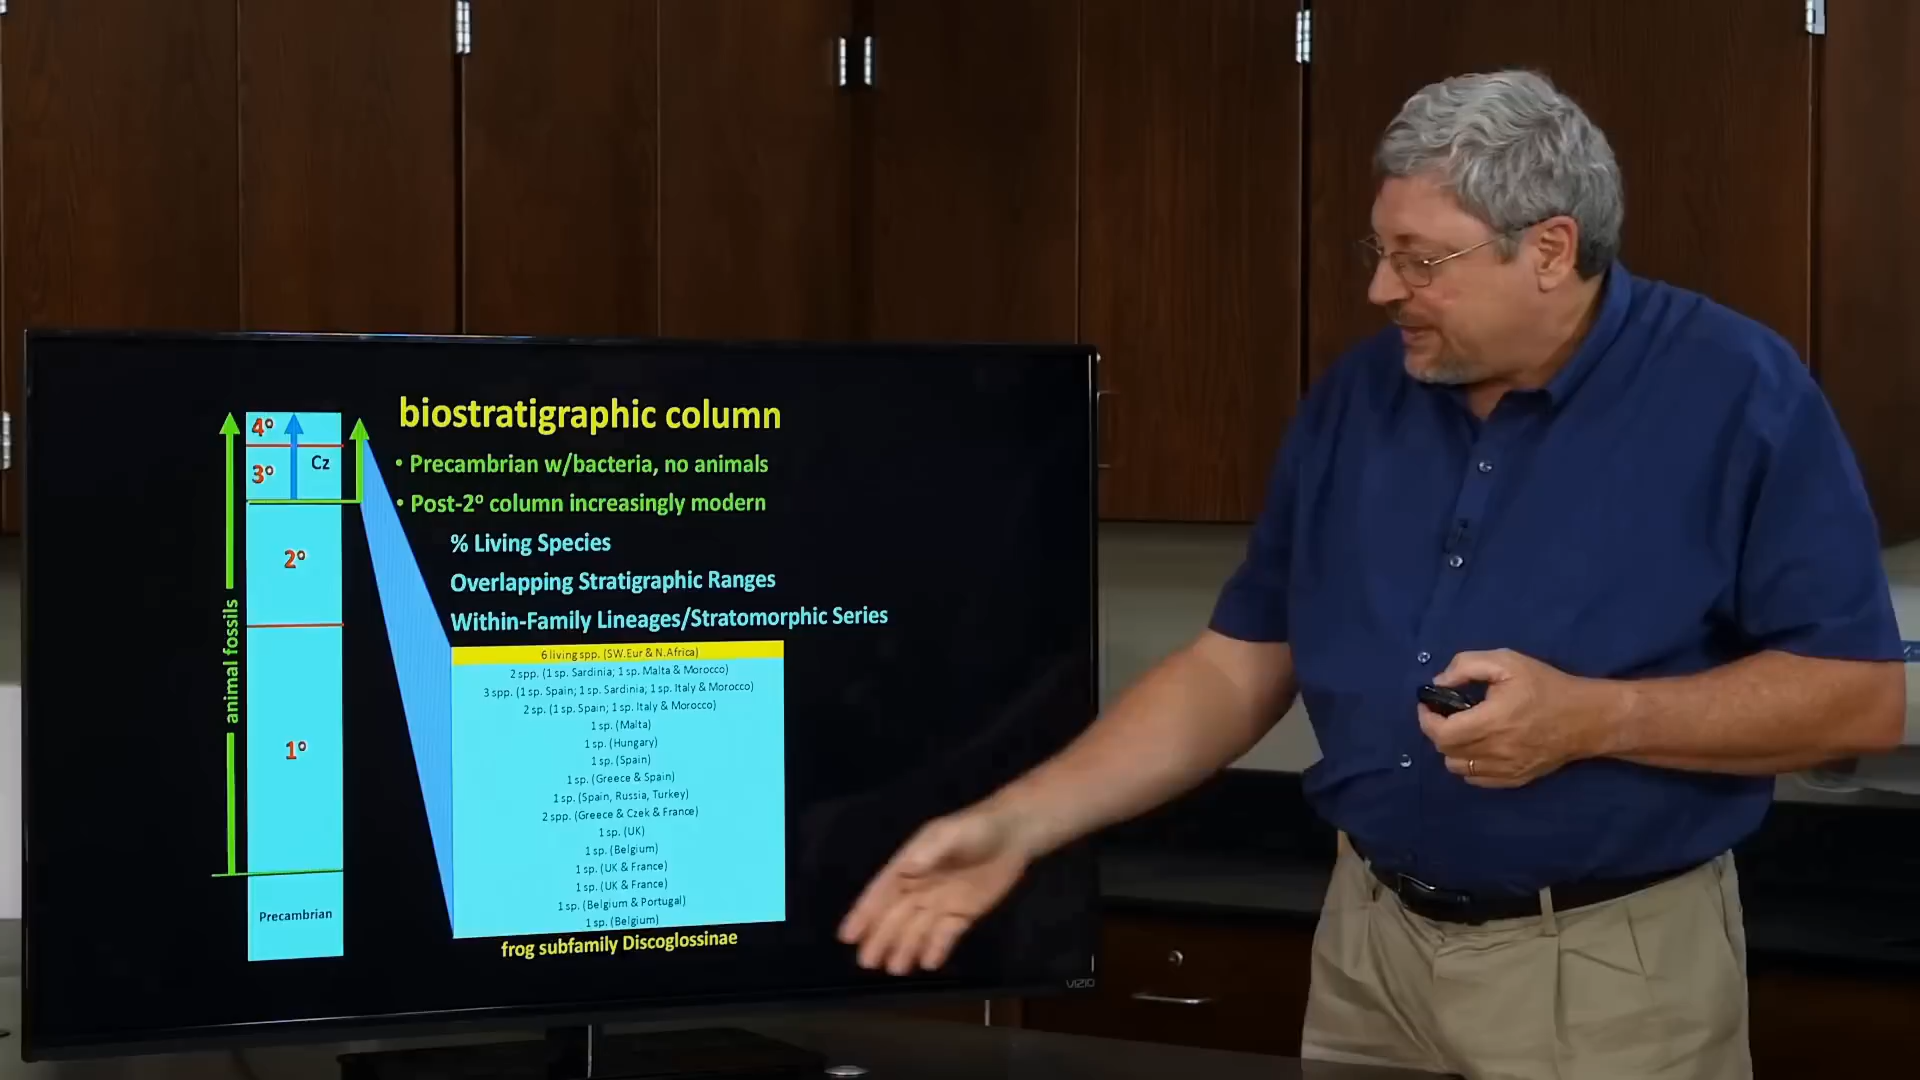 biostratigraphic column
• Precambrian w/bacteria, no animals
• Post-2º column increasingly modern
% Living Species
Overlapping Stratigraphic Ranges
Within-Family Lineages/Stratomorphic Series
4º
3º
Cz
2º
1º
Precambrian
animal fossils
6 living spp. (SW.Eur & N.Africa)
2 spp. (1 sp. Sardinia; 1 sp. Malta & Morocco)
3 spp. (1 sp. Spain; 1 sp. Sardinia; 1 sp. Italy & Morocco)
2 sp. (1 sp. Spain; 1 sp. Italy & Morocco)
1 sp. (Malta)
1 sp. (Hungary)
1 sp. (Spain)
1 sp. (Greece & Spain)
1 sp. (Spain, Russia, Turkey)
2 spp. (Greece & Czek & France)
1 sp. (UK)
1 sp. (Belgium)
1 sp. (UK & France)
1 sp. (UK & France)
1 sp. (Belgium & Portugal)
1 sp. (Belgium)
frog subfamily Discoglossinae
VIZIO